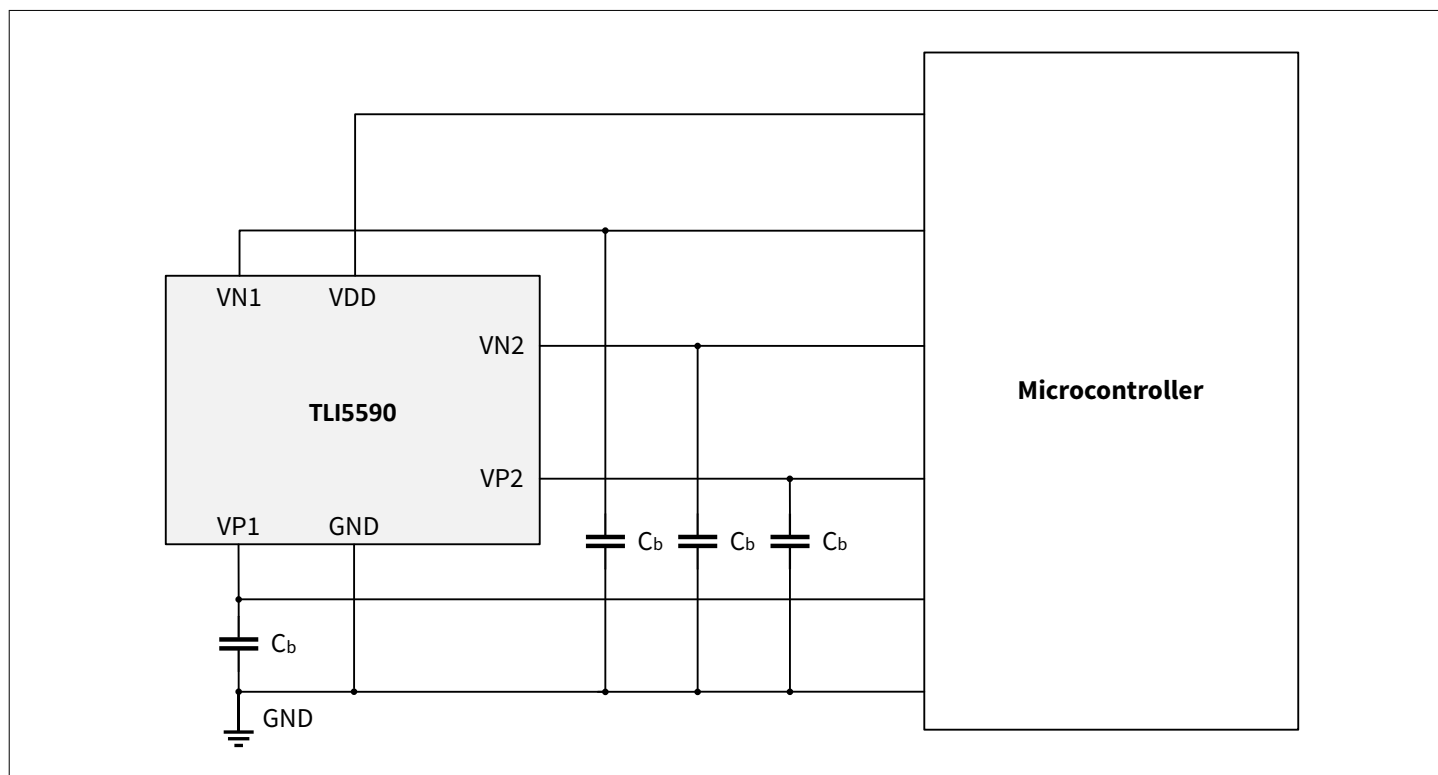 VN1 VDD
VN2
Microcontroller
TLI5590
VP2
VP1 GND
Cb Cb Cb
Cb
GND